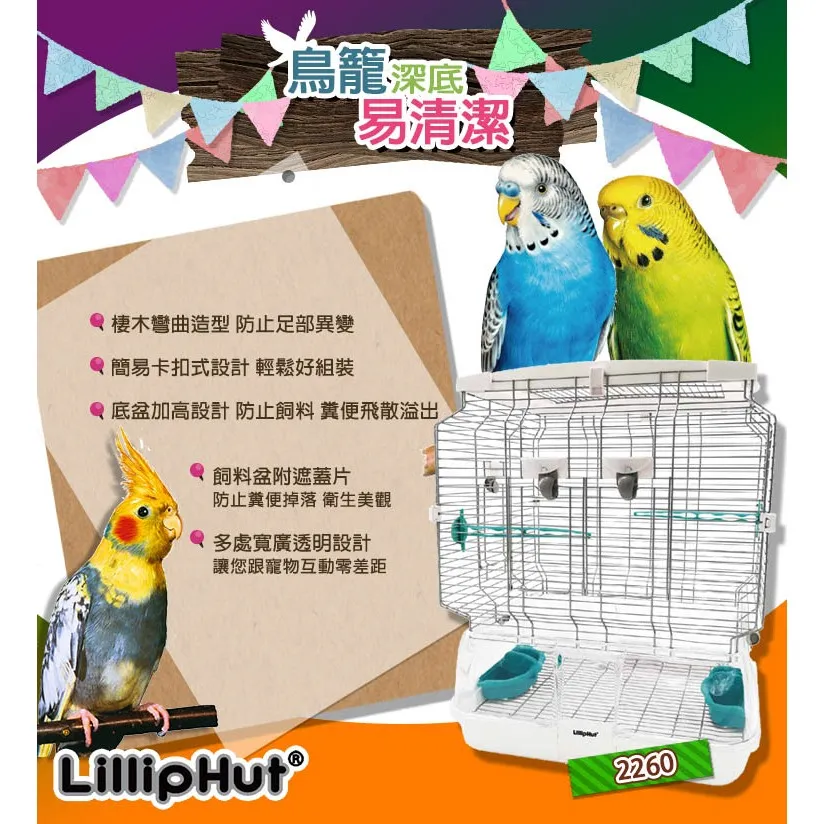 鳥籠深底
易清潔
棲木彎曲造型 防止足部異變
簡易卡扣式設計 輕鬆好組裝
底盆加高設計 防止飼料 糞便飛散溢出
飼料盆附遮蓋片
防止糞便掉落 衛生美觀
多處寬廣透明設計
讓您跟寵物互動零差距
LillipHut
LillipHut®
2260